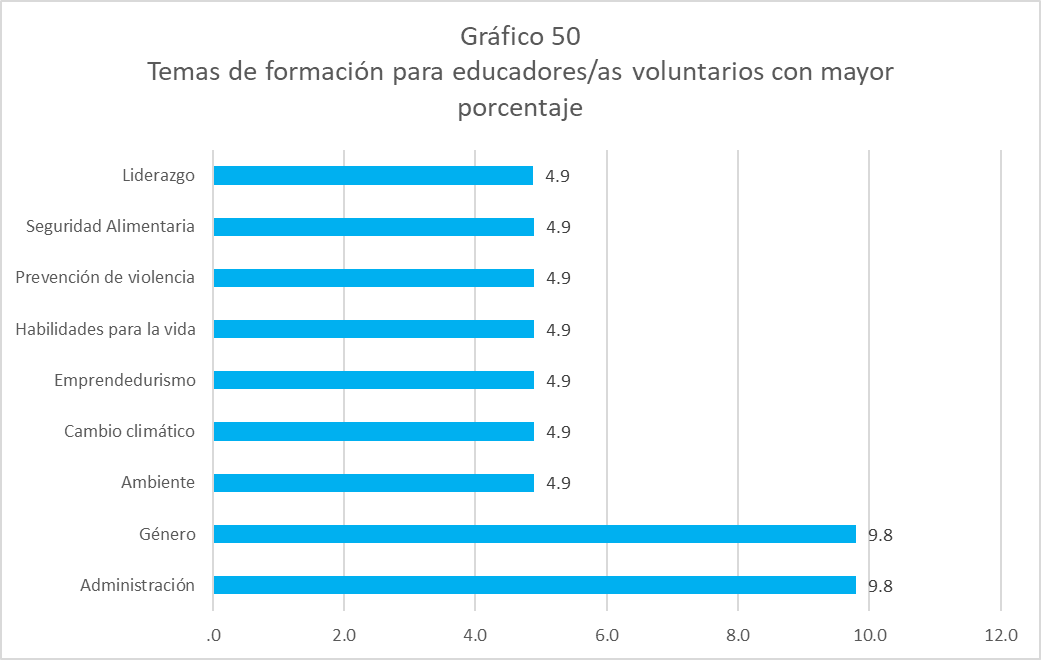 Gráfico 50
Temas de formación para educadores/as voluntarios con mayor
porcentaje
Liderazgo 4.9
Seguridad Alimentaria 4.9
Prevención de violencia 4.9
Habilidades para la vida 4.9
Emprendedurismo 4.9
Cambio climático 4.9
Ambiente 4.9
Género 9.8
Administración 9.8
.0 2.0 4.0 6.0 8.0 10.0 12.0